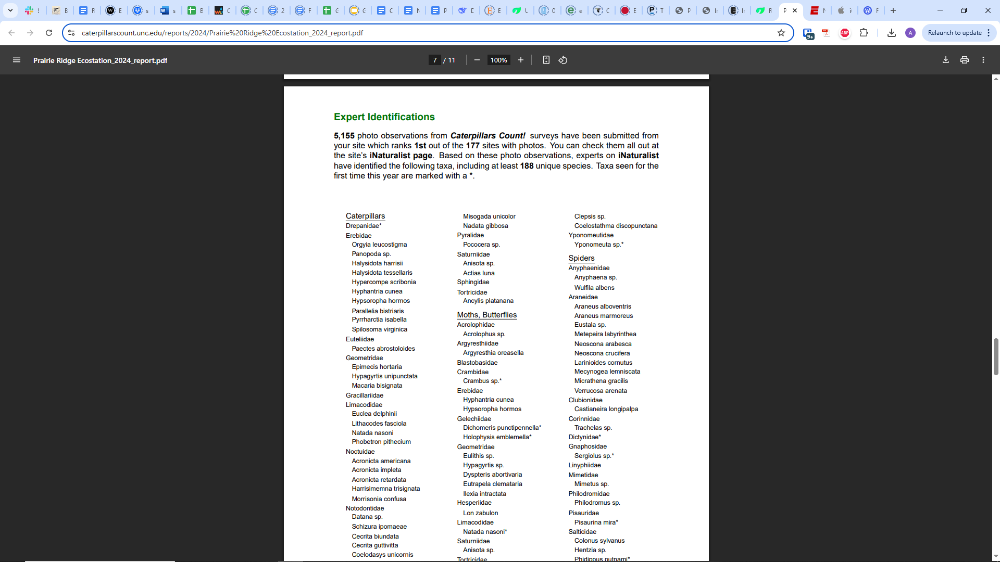 caterpillarscount.unc.edu/reports/2024/Prairie%20Ridge%20Ecostation_2024_report.pdf
9+
ABP
A
Relaunch to update
Prairie Ridge Ecostation_2024_report.pdf
7 / 11
100%
Expert Identifications
5,155 photo observations from Caterpillars Count! surveys have been submitted from
your site which ranks 1st out of the 177 sites with photos. You can check them all out at
the site's iNaturalist page. Based on these photo observations, experts on iNaturalist
have identified the following taxa, including at least 188 unique species. Taxa seen for the
first time this year are marked with a *.
Caterpillars
Drepanidae*
Erebidae
Orgyia leucostigma
Panopoda sp.
Halysidota harrisii
Halysidota tessellaris
Hypercompe scribonia
Hyphantria cunea
Hypsoropha hormos
Parallelia bistriaris
Pyrrharctia isabella
Spilosoma virginica
Euteliidae
Paectes abrostoloides
Geometridae
Epimecis hortaria
Hypagyrtis unipunctata
Macaria bisignata
Gracillariidae
Limacodidae
Euclea delphinii
Lithacodes fasciola
Natada nasoni
Phobetron pithecium
Noctuidae
Acronicta americana
Acronicta impleta
Acronicta retardata
Harrisimemna trisignata
Morrisonia confusa
Notodontidae
Datana sp.
Schizura ipomaeae
Cecrita biundata
Cecrita guttivitta
Coelodasys unicornis
Misogada unicolor
Nadata gibbosa
Pyralidae
Pococera sp.
Saturniidae
Anisota sp.
Actias luna
Sphingidae
Tortricidae
Ancylis platanana
Moths, Butterflies
Acrolophidae
Acrolophus sp.
Argyresthiidae
Argyresthia oreasella
Blastobasidae
Crambidae
Crambus sp.*
Erebidae
Hyphantria cunea
Hypsoropha hormos
Gelechiidae
Dichomeris punctipennella*
Holophysis emblemella*
Geometridae
Eulithis sp.
Hypagyrtis sp.
Dyspteris abortivaria
Eutrapela clemataria
Ilexia intractata
Hesperiidae
Lon zabulon
Limacodidae
Natada nasoni*
Saturniidae
Anisota sp.
Tortricidae
Clepsis sp.
Coelostathma discopunctana
Yponomeutidae
Yponomeuta sp.*
Spiders
Anyphaenidae
Anyphaena sp.
Wulfila albens
Araneidae
Araneus alboventris
Araneus marmoreus
Eustala sp.
Metepeira labyrinthea
Neoscona arabesca
Neoscona crucifera
Larinioides cornutus
Mecynogea lemniscata
Micrathena gracilis
Verrucosa arenata
Clubionidae
Castianeira longipalpa
Corinnidae
Trachelas sp.
Dictynidae*
Gnaphosidae
Sergiolus sp.*
Linyphiidae
Mimetidae
Mimetus sp.
Philodromidae
Philodromus sp.
Pisauridae
Pisaurina mira*
Salticidae
Colonus sylvanus
Hentzia sp.
Phidippus putnami*